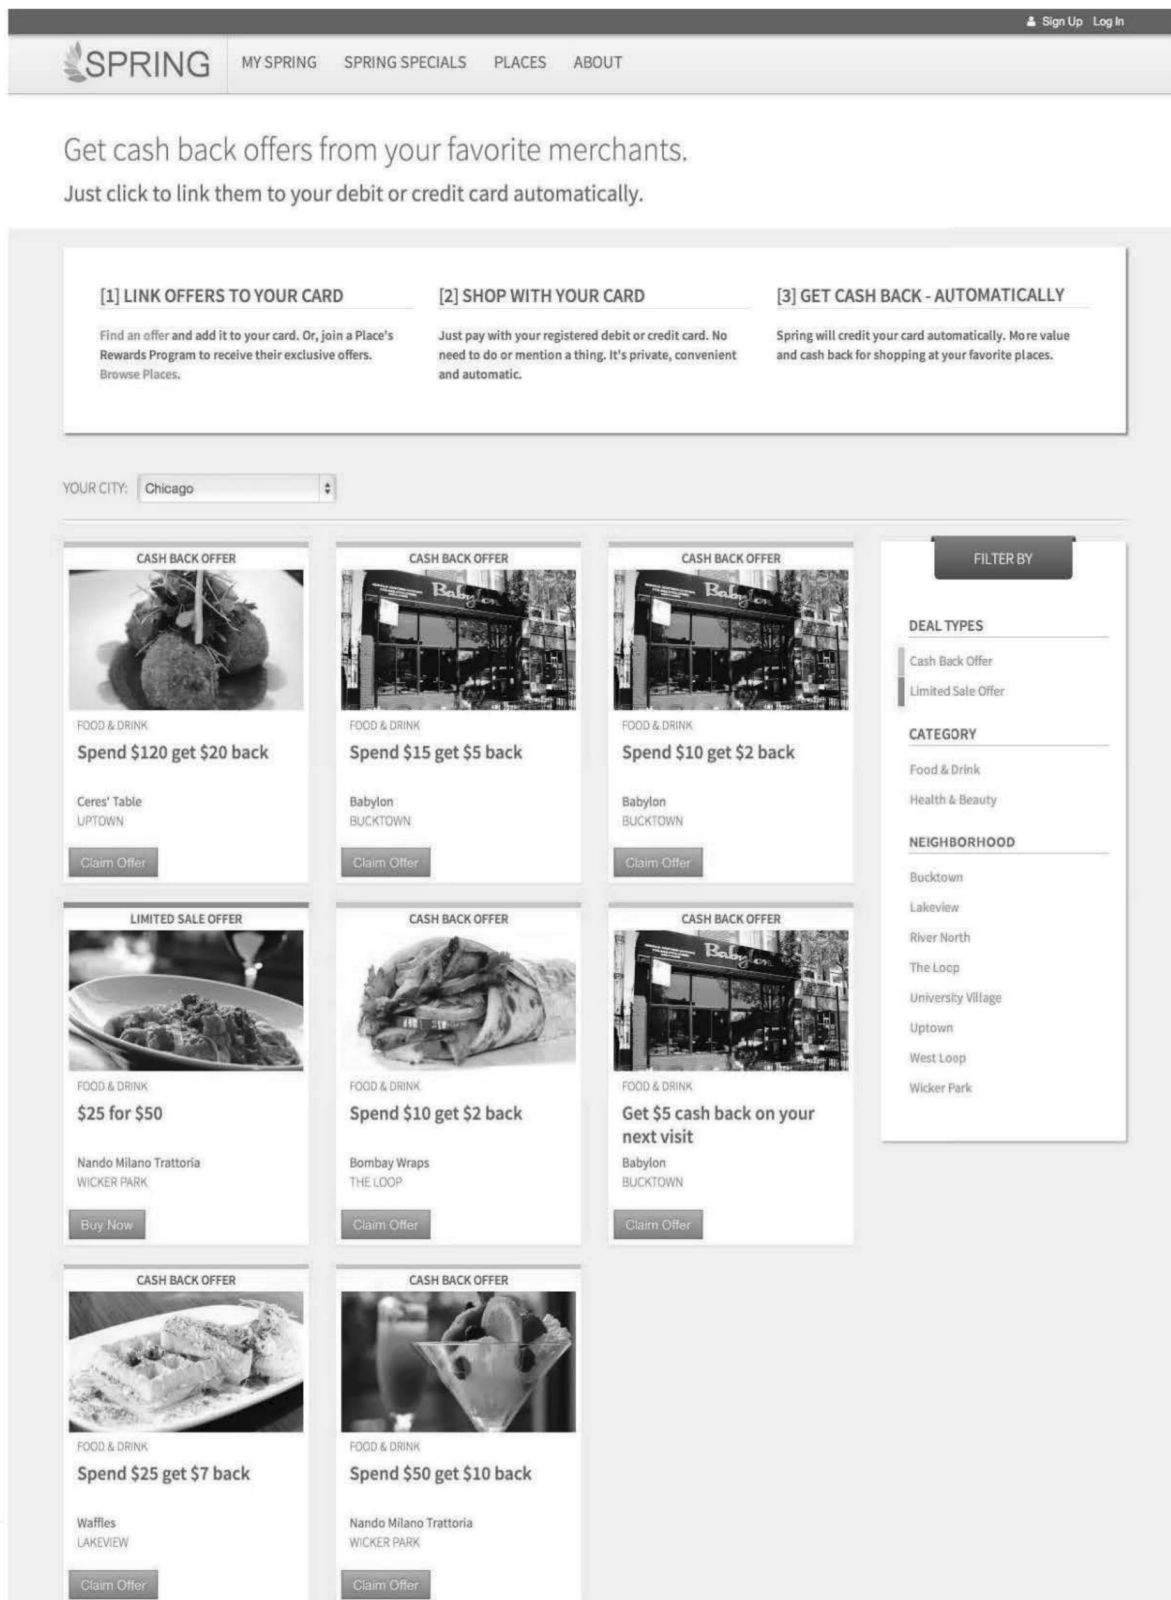 Sign Up Log In
SPRING MY SPRING SPRING SPECIALS PLACES ABOUT
Get cash back offers from your favorite merchants.
Just click to link them to your debit or credit card automatically.
[1] LINK OFFERS TO YOUR CARD
Find an offer and add it to your card. Or, join a Place's
Rewards Program to receive their exclusive offers.
Browse Places.
[2] SHOP WITH YOUR CARD
Just pay with your registered debit or credit card. No
need to do or mention a thing. It's private, convenient
and automatic.
[3] GET CASH BACK - AUTOMATICALLY
Spring will credit your card automatically. More value
and cash back for shopping at your favorite places.
YOUR CITY: Chicago
CASH BACK OFFER
FOOD & DRINK
Spend $120 get $20 back
Ceres' Table
UPTOWN
Claim Offer
CASH BACK OFFER
Babylon
FOOD & DRINK
Spend $15 get $5 back
Babylon
BUCKTOWN
Claim Offer
CASH BACK OFFER
Babylon
FOOD & DRINK
Spend $10 get $2 back
Babylon
BUCKTOWN
Claim Offer
LIMITED SALE OFFER
FOOD & DRINK
$25 for $50
Nando Milano Trattoria
WICKER PARK
Buy Now
CASH BACK OFFER
FOOD & DRINK
Spend $10 get $2 back
Bombay Wraps
THE LOOP
Claim Offer
CASH BACK OFFER
Babylon
FOOD & DRINK
Get $5 cash back on your
next visit
Babylon
BUCKTOWN
Claim Offer
CASH BACK OFFER
FOOD & DRINK
Spend $25 get $7 back
Waffles
LAKEVIEW
Claim Offer
CASH BACK OFFER
FOOD & DRINK
Spend $50 get $10 back
Nando Milano Trattoria
WICKER PARK
Claim Offer
FILTER BY
DEAL TYPES
Cash Back Offer
Limited Sale Offer
CATEGORY
Food & Drink
Health & Beauty
NEIGHBORHOOD
Bucktown
Lakeview
River North
The Loop
University Village
Uptown
West Loop
Wicker Park